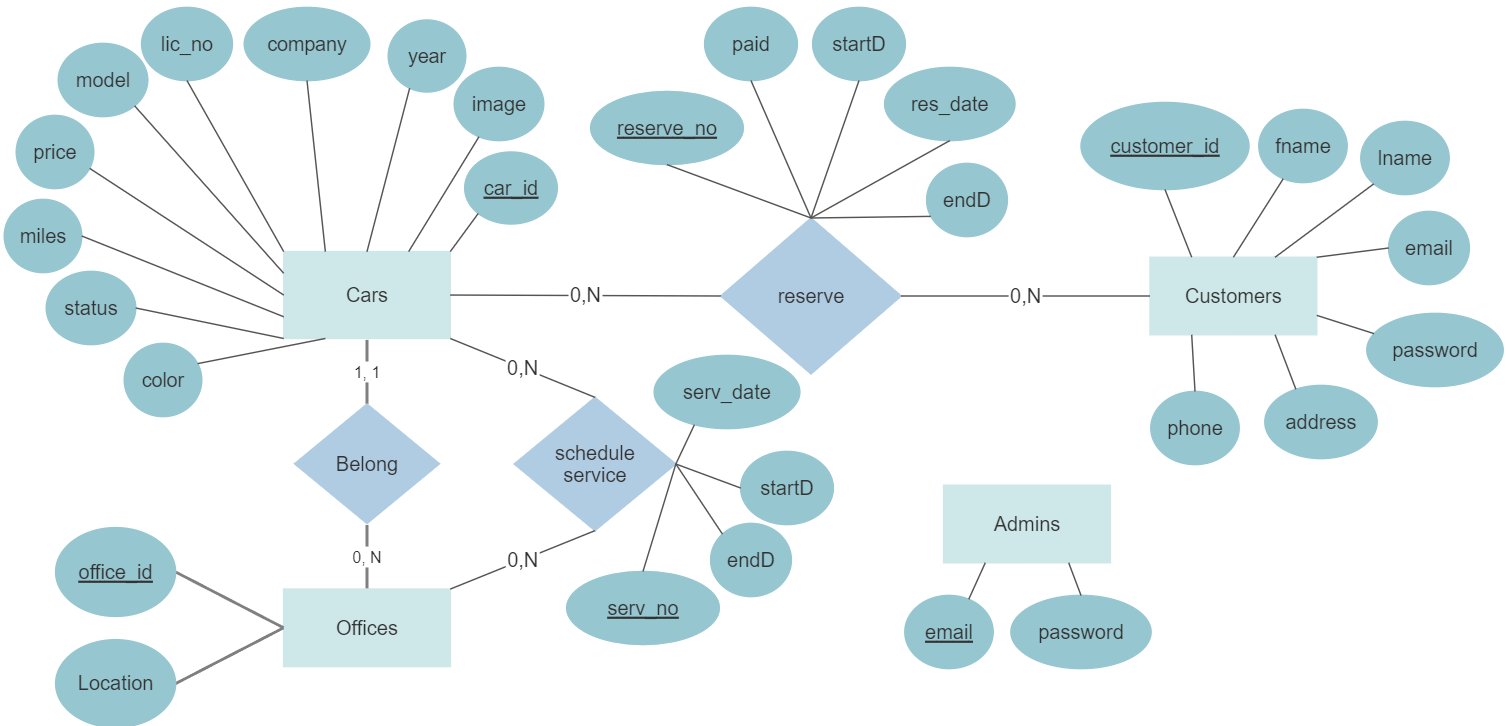 lic_no
company
year
model
image
price
car_id
miles
status
color
Cars
paid
startD
res_date
reserve_no
endD
0,N
reserve
0,N
customer_id
fname
lname
email
Customers
password
phone
address
1, 1
0,N
Belong
schedule
service
serv_date
startD
endD
serv_no
0, N
0,N
office_id
Offices
Location
Admins
email
password